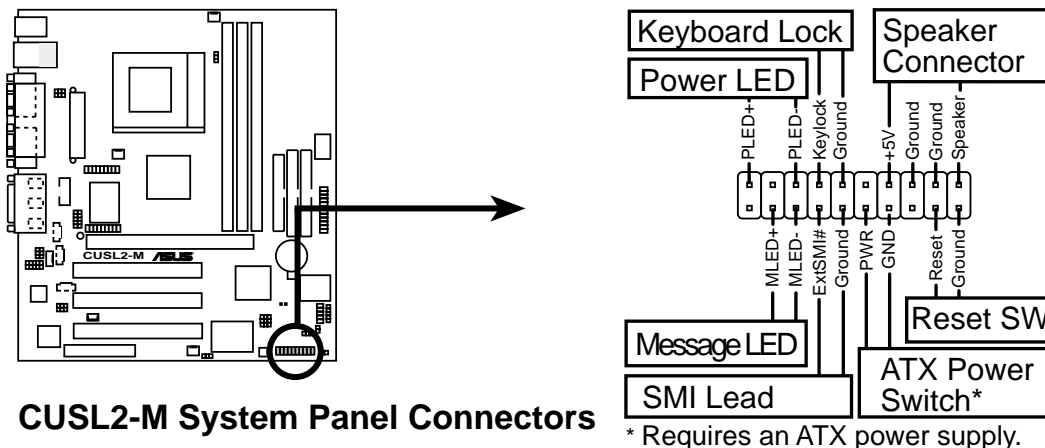 Keyboard Lock
Speaker
Connector
Power LED
PLED+
PLED-
Keylock
Ground
+5V
Ground
Ground
Speaker
CUSL2-M ASUS
MLED+
MLED-
ExtSMI#
Ground
PWR
GND
Reset
Ground
Reset SW
Message LED
ATX Power
Switch*
SMI Lead
CUSL2-M System Panel Connectors
* Requires an ATX power supply.